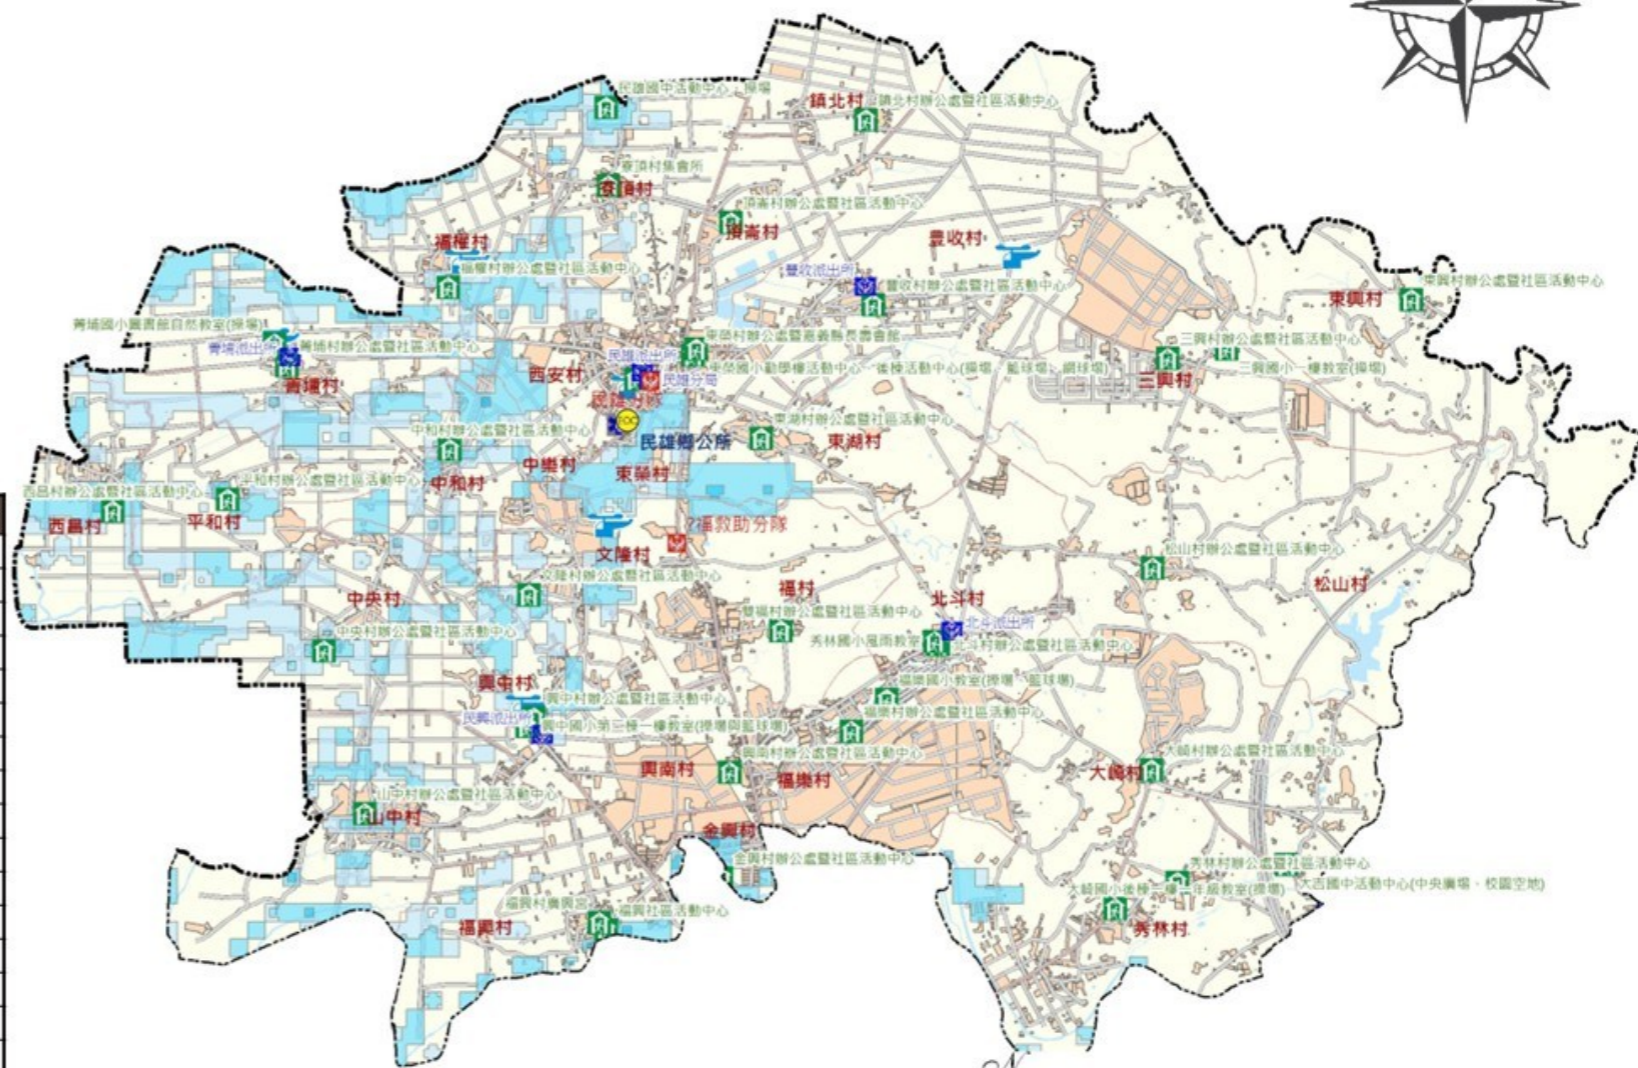 民雄國中活動中心、操場
鎮北村
鎮北村辦公處暨社區活動中心
寮頂村集會所
寮頂村
頂崙村辦公處暨社區活動中心
頂崙村
福權村
豐收村
福權村辦公處暨社區活動中心
豐收派出所
豐收村辦公處暨社區活動中心
東興村辦公處暨社區活動中心
東興村
菁埔國小圖書館自然教室(操場)
菁埔派出所
菁埔村辦公處暨社區活動中心
菁埔村
東榮村辦公處暨嘉義縣長壽會館
民雄派出所
東榮國小勤學樓活動中心、後棟活動中心(操場、籃球場、網球場)
三興村辦公處暨社區活動中心
三興國小一樓教室(操場)
三興村
西安村
民雄分局
民雄分隊
EOC
民雄鄉公所
東湖村辦公處暨社區活動中心
東湖村
中和村辦公處暨社區活動中心
中和村
中樂村
東榮村
西昌村辦公處暨社區活動中心
西昌村
平和村辦公處暨社區活動中心
平和村
?福救助分隊
文隆村
文隆村辦公處暨社區活動中心
松山村辦公處暨社區活動中心
松山村
中央村
中央村辦公處暨社區活動中心
福村
雙福村辦公處暨社區活動中心
北斗村
北斗派出所
秀林國小風雨教室
北斗村辦公處暨社區活動中心
興中村
興中村辦公處暨社區活動中心
民興派出所
興中國小第二棟一樓教室(操場與籃球場)
福樂國小教室(操場、籃球場)
福樂村辦公處暨社區活動中心
興南村辦公處暨社區活動中心
興南村
福樂村
大崎村辦公處暨社區活動中心
大崎村
山中村辦公處暨社區活動中心
山中村
金興村
金興村辦公處暨社區活動中心
秀林村辦公處暨社區活動中心
大崎國小後棟一樓一年級教室(操場)
大吉國中活動中心(中央廣場、校園空地)
秀林村
福興村廣興宮
福興社區活動中心
福興村
N